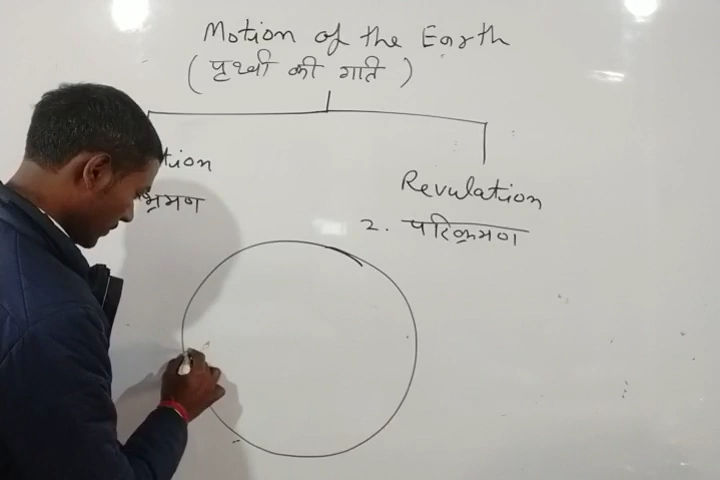 Motion of the Earth
(पृथ्वी की गति)
tion
भ्रमण
Revulation
2. परिक्रमण